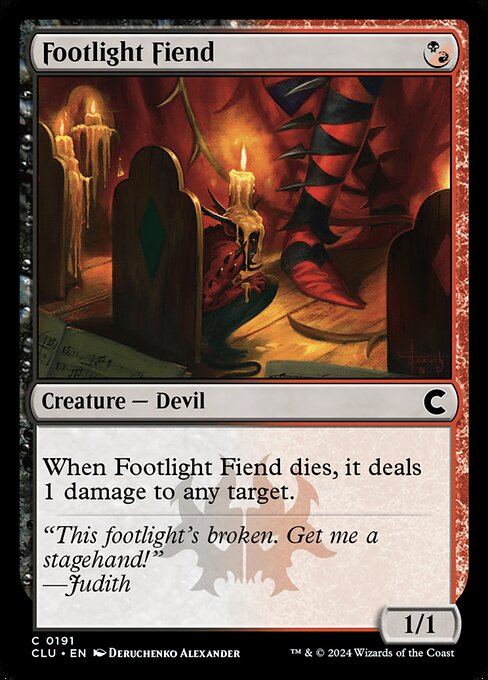 Footlight Fiend
Creature — Devil
When Footlight Fiend dies, it deals
1 damage to any target.
“This footlight’s broken. Get me a
stagehand!”
—Judith
1/1
C 0191
CLU • EN Deruchenko Alexander
™ & © 2024 Wizards of the Coast